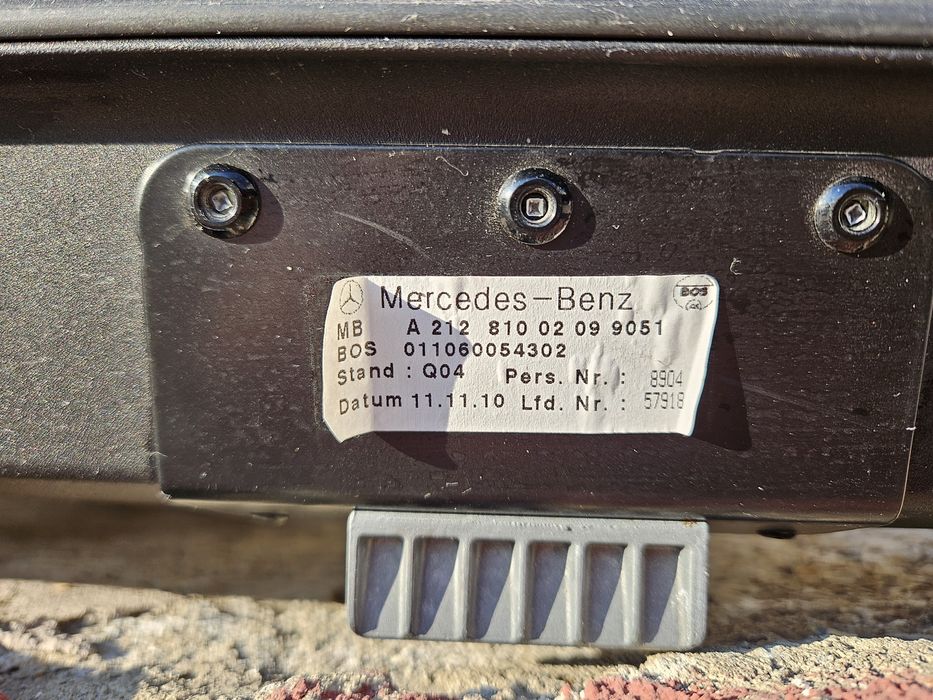 Mercedes-Benz BOS
MB A 212 810 02 09 9051
BOS 011060054302
Stand : Q04 Pers. Nr. : 8904
Datum 11.11.10 Lfd. Nr. : 57918